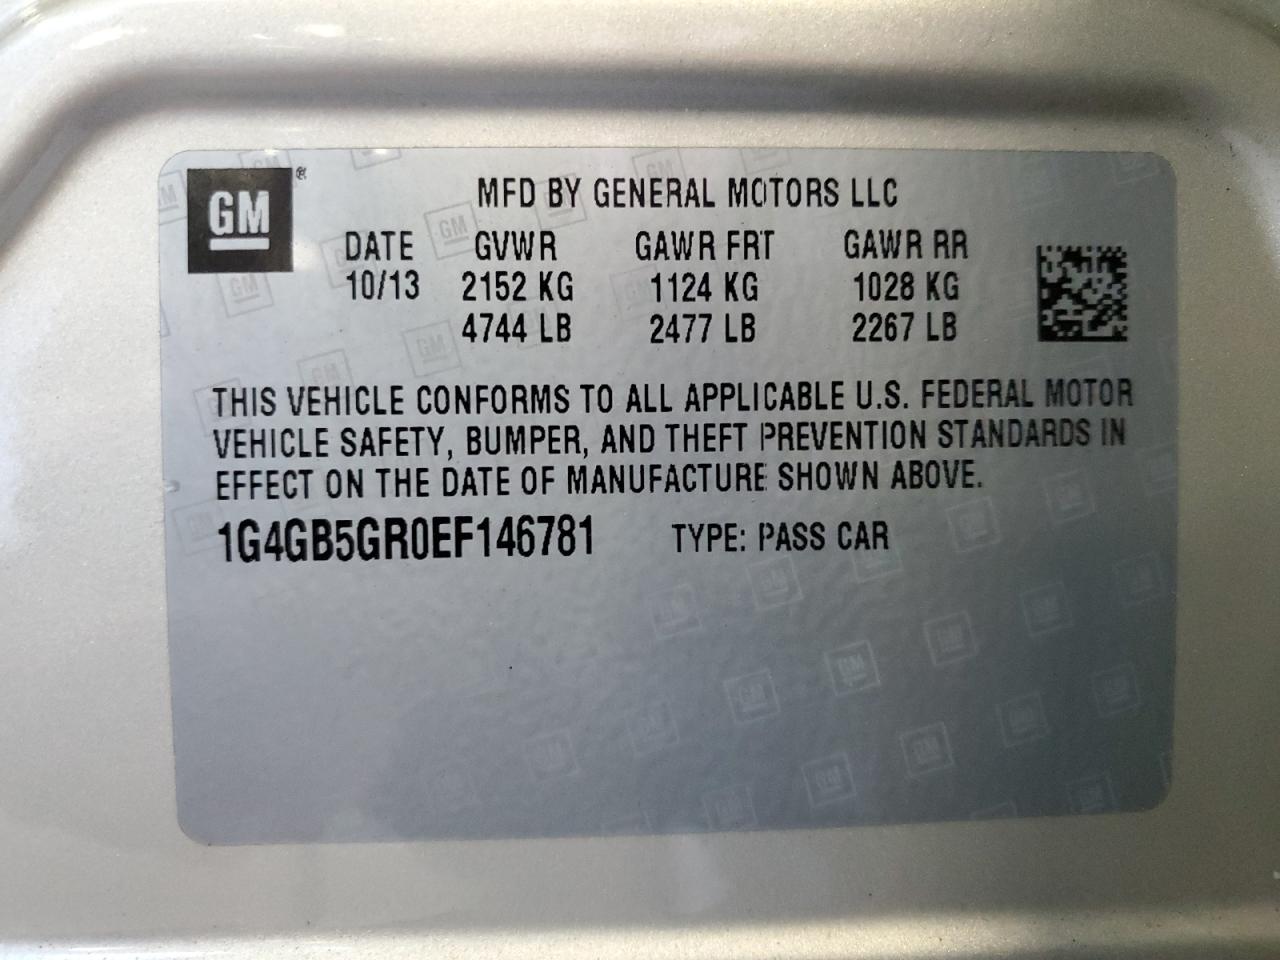 GM
MFD BY GENERAL MOTORS LLC
DATE GVWR GAWR FRT GAWR RR
10/13 2152 KG 1124 KG 1028 KG
4744 LB 2477 LB 2267 LB
THIS VEHICLE CONFORMS TO ALL APPLICABLE U.S. FEDERAL MOTOR
VEHICLE SAFETY, BUMPER, AND THEFT PREVENTION STANDARDS IN
EFFECT ON THE DATE OF MANUFACTURE SHOWN ABOVE.
1G4GB5GR0EF146781 TYPE: PASS CAR